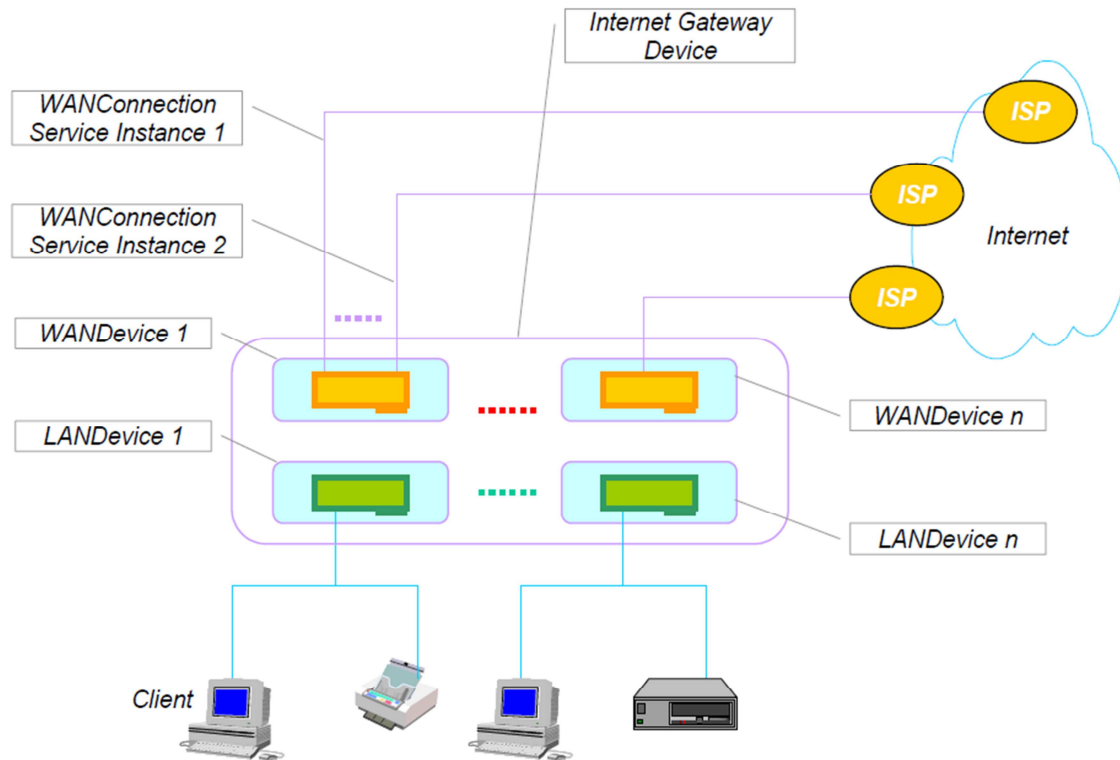 Internet Gateway
Device
WANConnection
Service Instance 1
ISP
WANConnection
Service Instance 2
ISP
Internet
ISP
WANDevice 1
WANDevice n
LANDevice 1
LANDevice n
Client